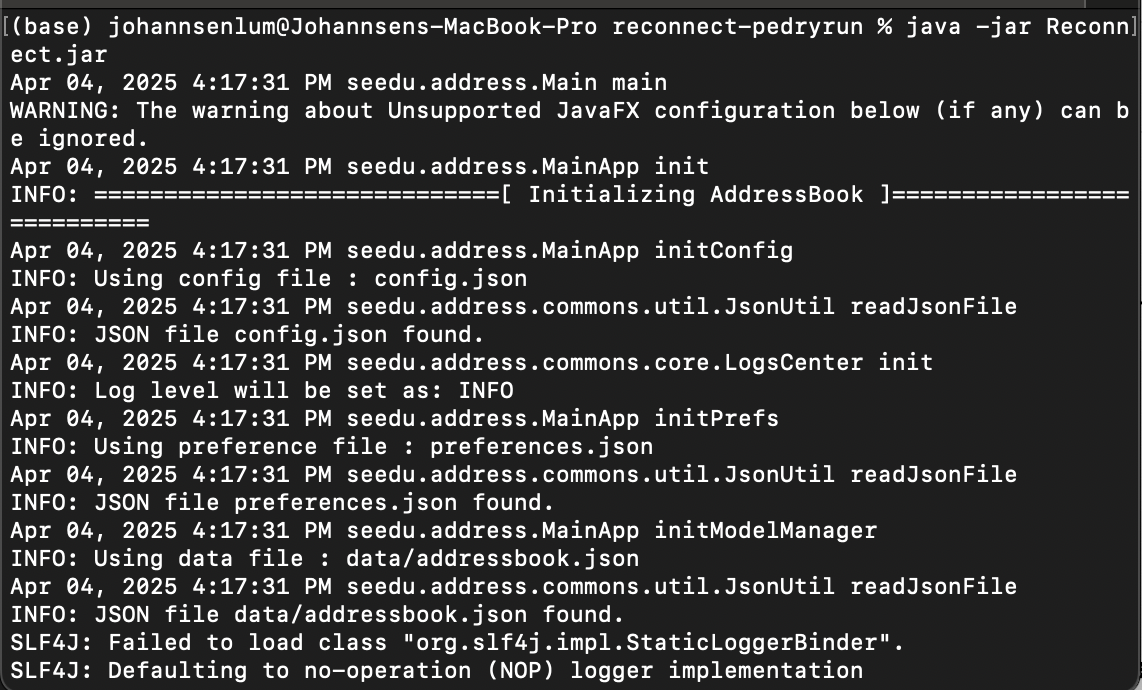 [(base) johannsenlum@Johannsens-MacBook-Pro reconnect-pedryrun % java -jar Reconn]
ect.jar
Apr 04, 2025 4:17:31 PM seedu.address.Main main
WARNING: The warning about Unsupported JavaFX configuration below (if any) can b
e ignored.
Apr 04, 2025 4:17:31 PM seedu.address.MainApp init
INFO: =============================[ Initializing AddressBook ]=================
==========
Apr 04, 2025 4:17:31 PM seedu.address.MainApp initConfig
INFO: Using config file : config.json
Apr 04, 2025 4:17:31 PM seedu.address.commons.util.JsonUtil readJsonFile
INFO: JSON file config.json found.
Apr 04, 2025 4:17:31 PM seedu.address.commons.core.LogsCenter init
INFO: Log level will be set as: INFO
Apr 04, 2025 4:17:31 PM seedu.address.MainApp initPrefs
INFO: Using preference file : preferences.json
Apr 04, 2025 4:17:31 PM seedu.address.commons.util.JsonUtil readJsonFile
INFO: JSON file preferences.json found.
Apr 04, 2025 4:17:31 PM seedu.address.MainApp initModelManager
INFO: Using data file : data/addressbook.json
Apr 04, 2025 4:17:31 PM seedu.address.commons.util.JsonUtil readJsonFile
INFO: JSON file data/addressbook.json found.
SLF4J: Failed to load class "org.slf4j.impl.StaticLoggerBinder".
SLF4J: Defaulting to no-operation (NOP) logger implementation